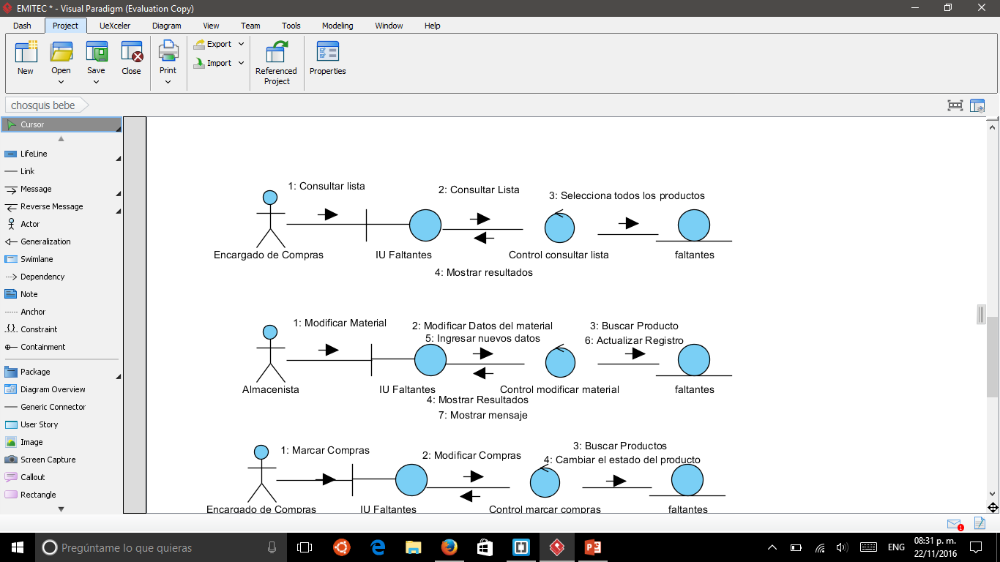 EMITEC * - Visual Paradigm (Evaluation Copy)
Dash Project UeXceler Diagram View Team Tools Modeling Window Help
New Open Save Close Print Export Import Referenced Project Properties
chosquis bebe
Cursor
LifeLine
Link
Message
Reverse Message
Actor
Generalization
Swimlane
Dependency
Note
Anchor
Constraint
Containment
Package
Diagram Overview
Generic Connector
User Story
Image
Screen Capture
Callout
Rectangle
1: Consultar lista
2: Consultar Lista
3: Selecciona todos los productos
Encargado de Compras
IU Faltantes
Control consultar lista
faltantes
4: Mostrar resultados
1: Modificar Material
2: Modificar Datos del material
5: Ingresar nuevos datos
3: Buscar Producto
6: Actualizar Registro
Almacenista
IU Faltantes
Control modificar material
faltantes
4: Mostrar Resultados
7: Mostrar mensaje
1: Marcar Compras
2: Modificar Compras
3: Buscar Productos
4: Cambiar el estado del producto
Encargado de Compras
IU Faltantes
Control marcar compras
faltantes
1
Pregúntame lo que quieras
ENG
08:31 p. m.
22/11/2016